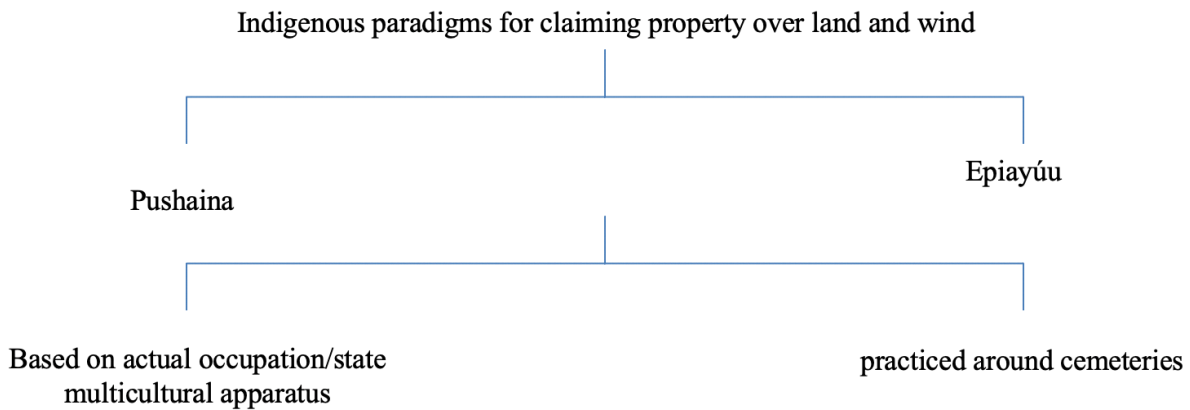 Indigenous paradigms for claiming property over land and wind
Epiayúu
Pushaina
Based on actual occupation/state
multicultural apparatus
practiced around cemeteries